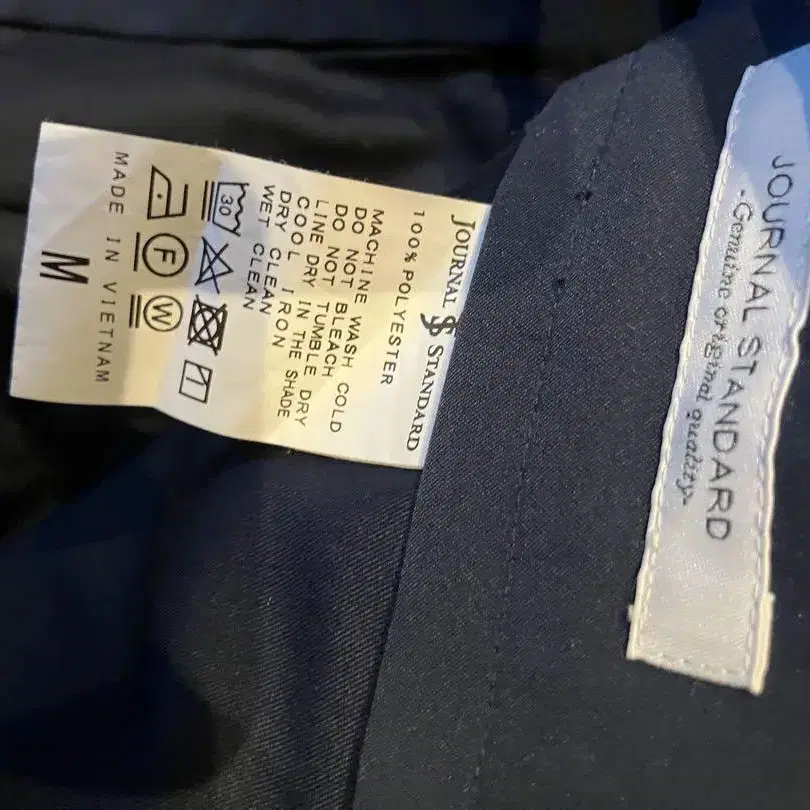 JOURNAL STANDARD
-Genuine original quality-
JOURNAL $ STANDARD
100% POLYESTER
MACHINE WASH COLD
DO NOT BLEACH
DO NOT TUMBLE DRY
LINE DRY IN THE SHADE
COOL IRON
DRY CLEAN
WET CLEAN
30
F W
MADE IN VIETNAM
M